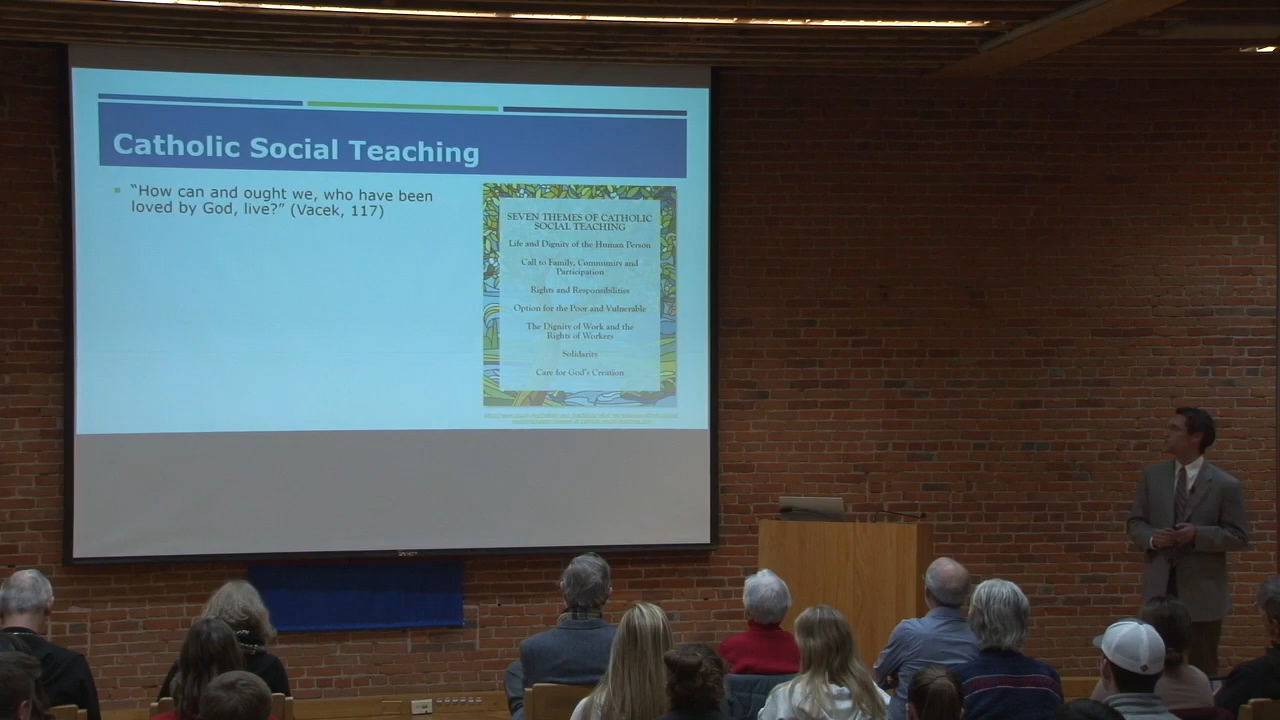 Catholic Social Teaching
“How can and ought we, who have been
loved by God, live?” (Vacek, 117)
SEVEN THEMES OF CATHOLIC
SOCIAL TEACHING
Life and Dignity of the Human Person
Call to Family, Community and
Participation
Rights and Responsibilities
Option for the Poor and Vulnerable
The Dignity of Work and the
Rights of Workers
Solidarity
Care for God's Creation